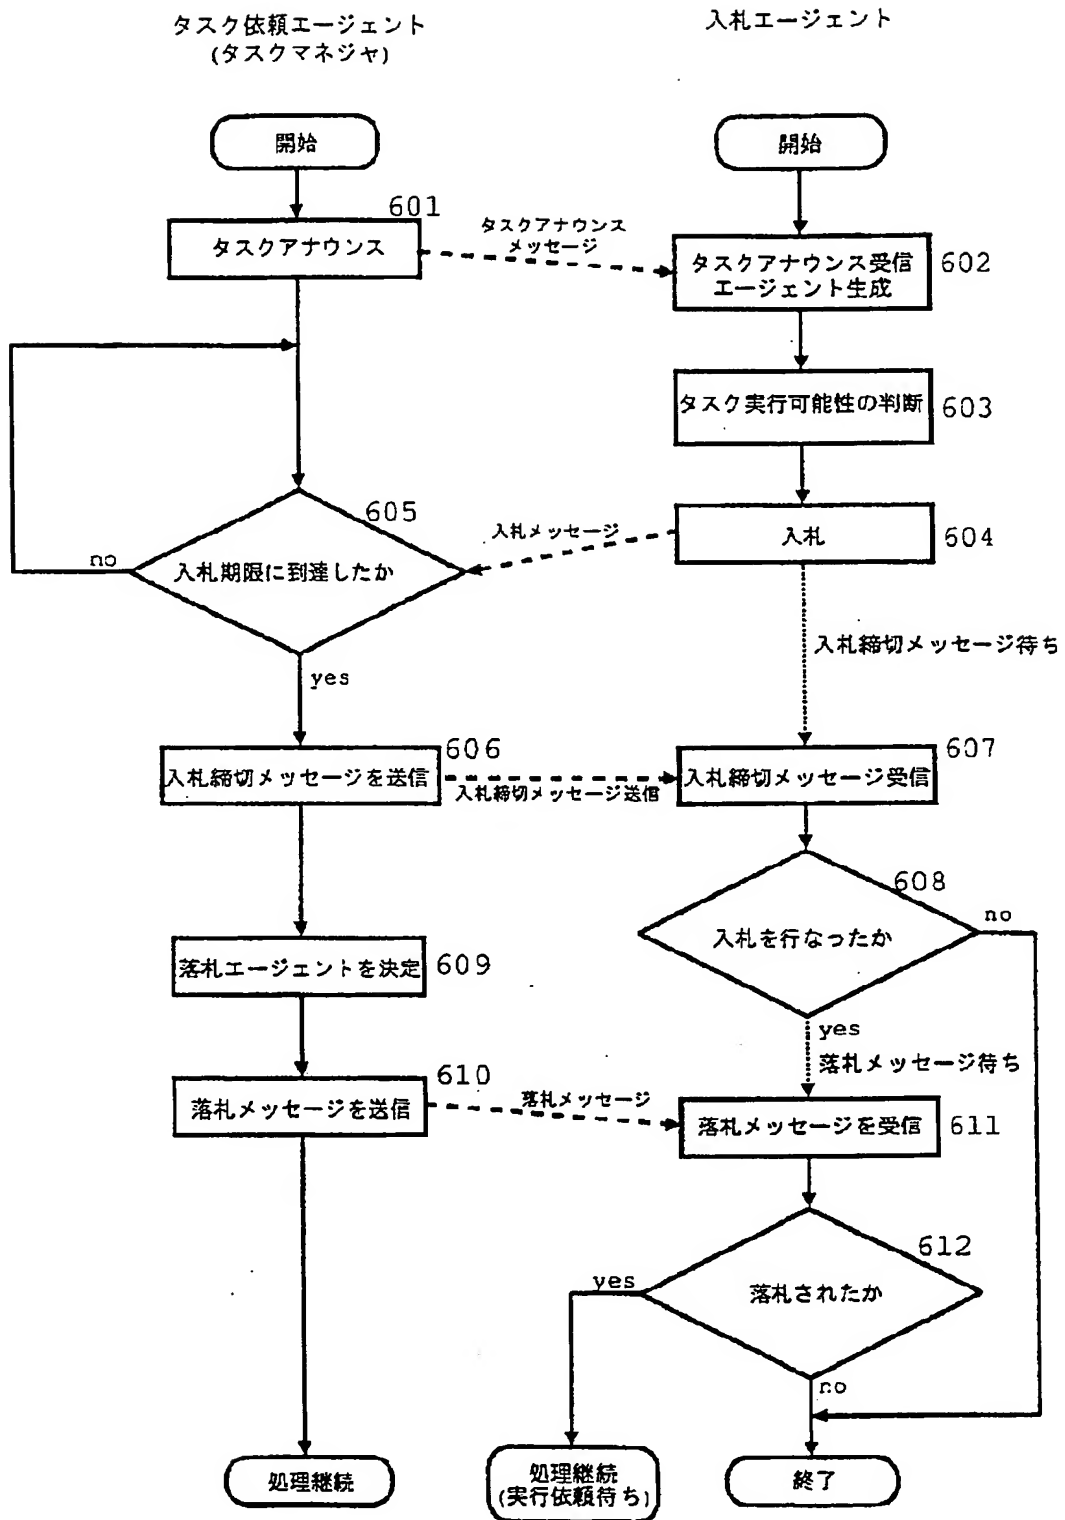 タスク依頼エージェント
(タスクマネジャ)
入札エージェント
開始
開始
601
タスクアナウンス
タスクアナウンス
メッセージ
タスクアナウンス受信
エージェント生成
602
タスク実行可能性の判断
603
605
入札メッセージ
入札
604
no
入札期限に到達したか
入札締切メッセージ待ち
yes
606
607
入札締切メッセージを送信
入札締切メッセージ送信
入札締切メッセージ受信
608
no
入札を行なったか
落札エージェントを決定
609
yes
落札メッセージ待ち
610
落札メッセージを送信
落札メッセージ
落札メッセージを受信
611
612
yes
落札されたか
no
処理継続
処理継続
(実行依頼待ち)
終了